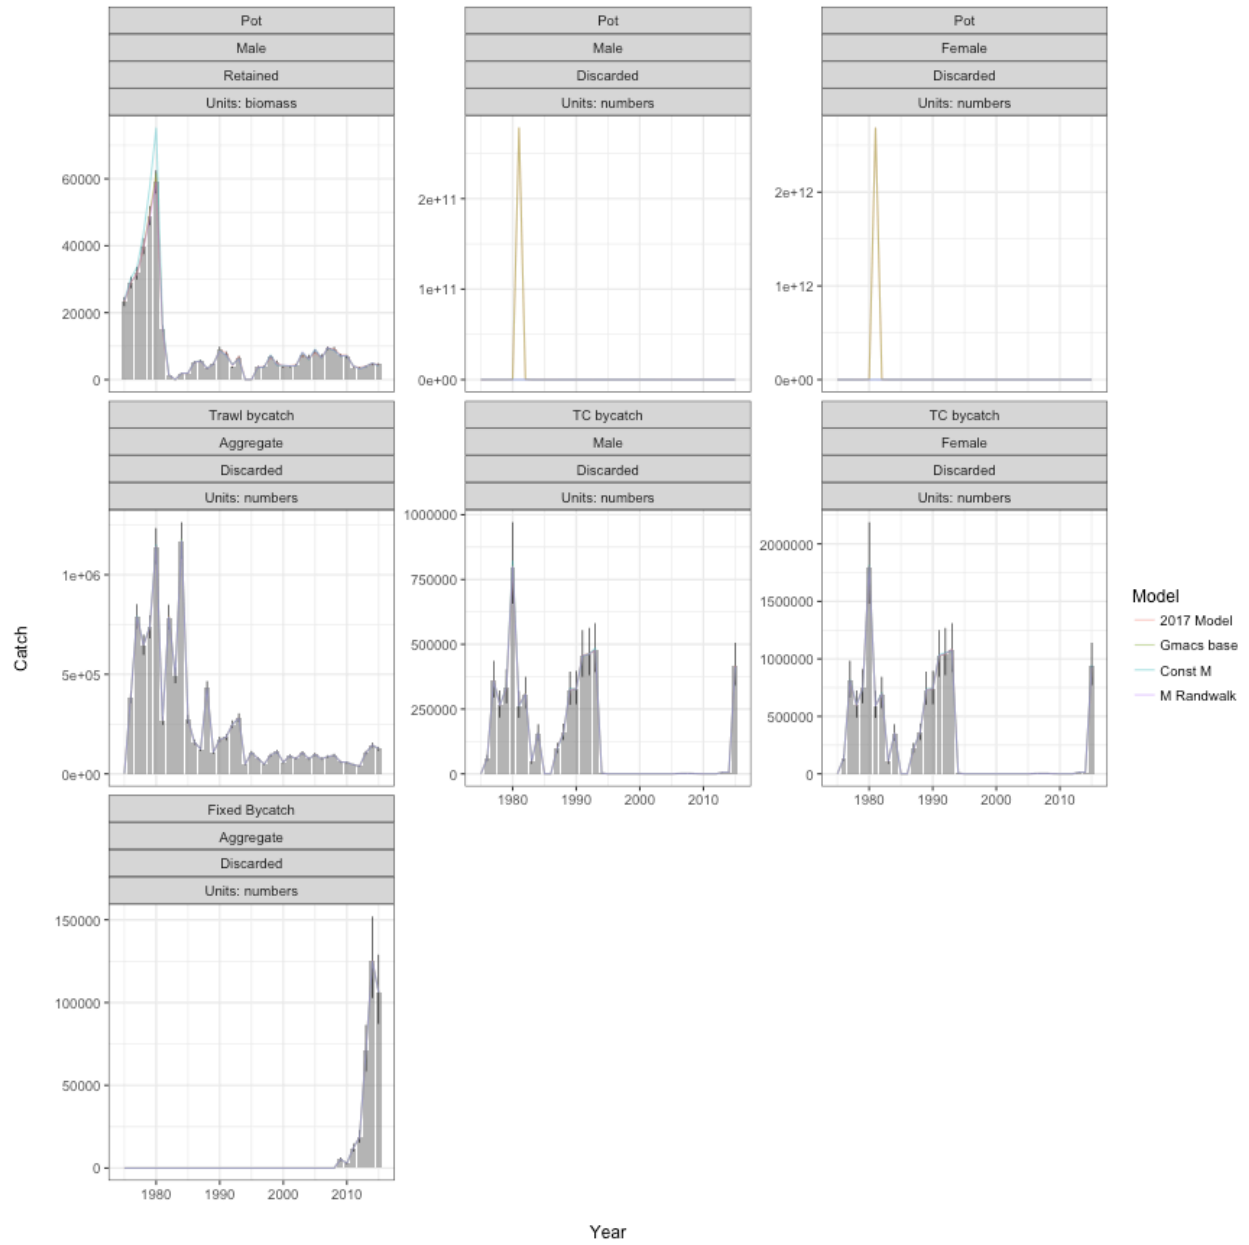 Pot
Male
Retained
Units: biomass
60000
40000
20000
0
Pot
Male
Discarded
Units: numbers
2e+11
1e+11
0e+00
Pot
Female
Discarded
Units: numbers
2e+12
1e+12
0e+00
Trawl bycatch
Aggregate
Discarded
Units: numbers
1e+06
5e+05
0e+00
TC bycatch
Male
Discarded
Units: numbers
1000000
750000
500000
250000
0
1980 1990 2000 2010
TC bycatch
Female
Discarded
Units: numbers
2000000
1500000
1000000
500000
0
1980 1990 2000 2010
Fixed Bycatch
Aggregate
Discarded
Units: numbers
150000
100000
50000
0
1980 1990 2000 2010
Catch
Year
Model
2017 Model
Gmacs base
Const M
M Randwalk